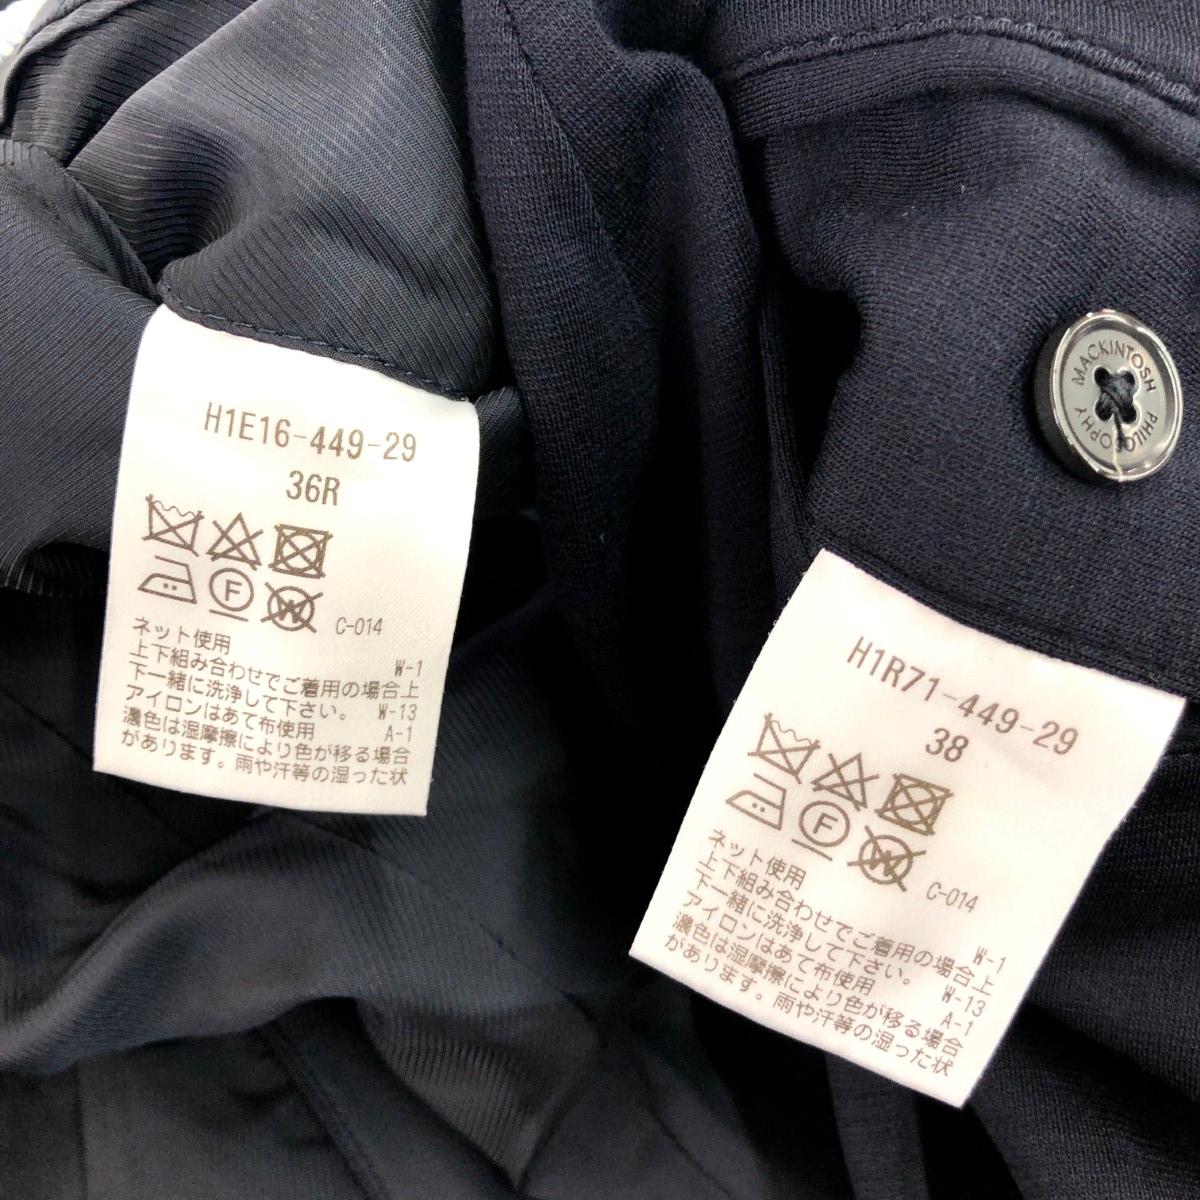 H1E16-449-29
36R
F
W
C-014
ネット使用 W-1
上下組み合わせでご着用の場合上
下一緒に洗浄して下さい。 W-13
アイロンはあて布使用 A-1
濃色は湿摩擦により色が移る場合
があります。雨や汗等の湿った状
MACKINTOSH PHILOSOPHY
H1R71-449-29
38
F
W
C-014
ネット使用 W-1
上下組み合わせでご着用の場合上
下一緒に洗浄して下さい。 W-13
アイロンはあて布使用 A-1
濃色は湿摩擦により色が移る場合
があります。雨や汗等の湿った状